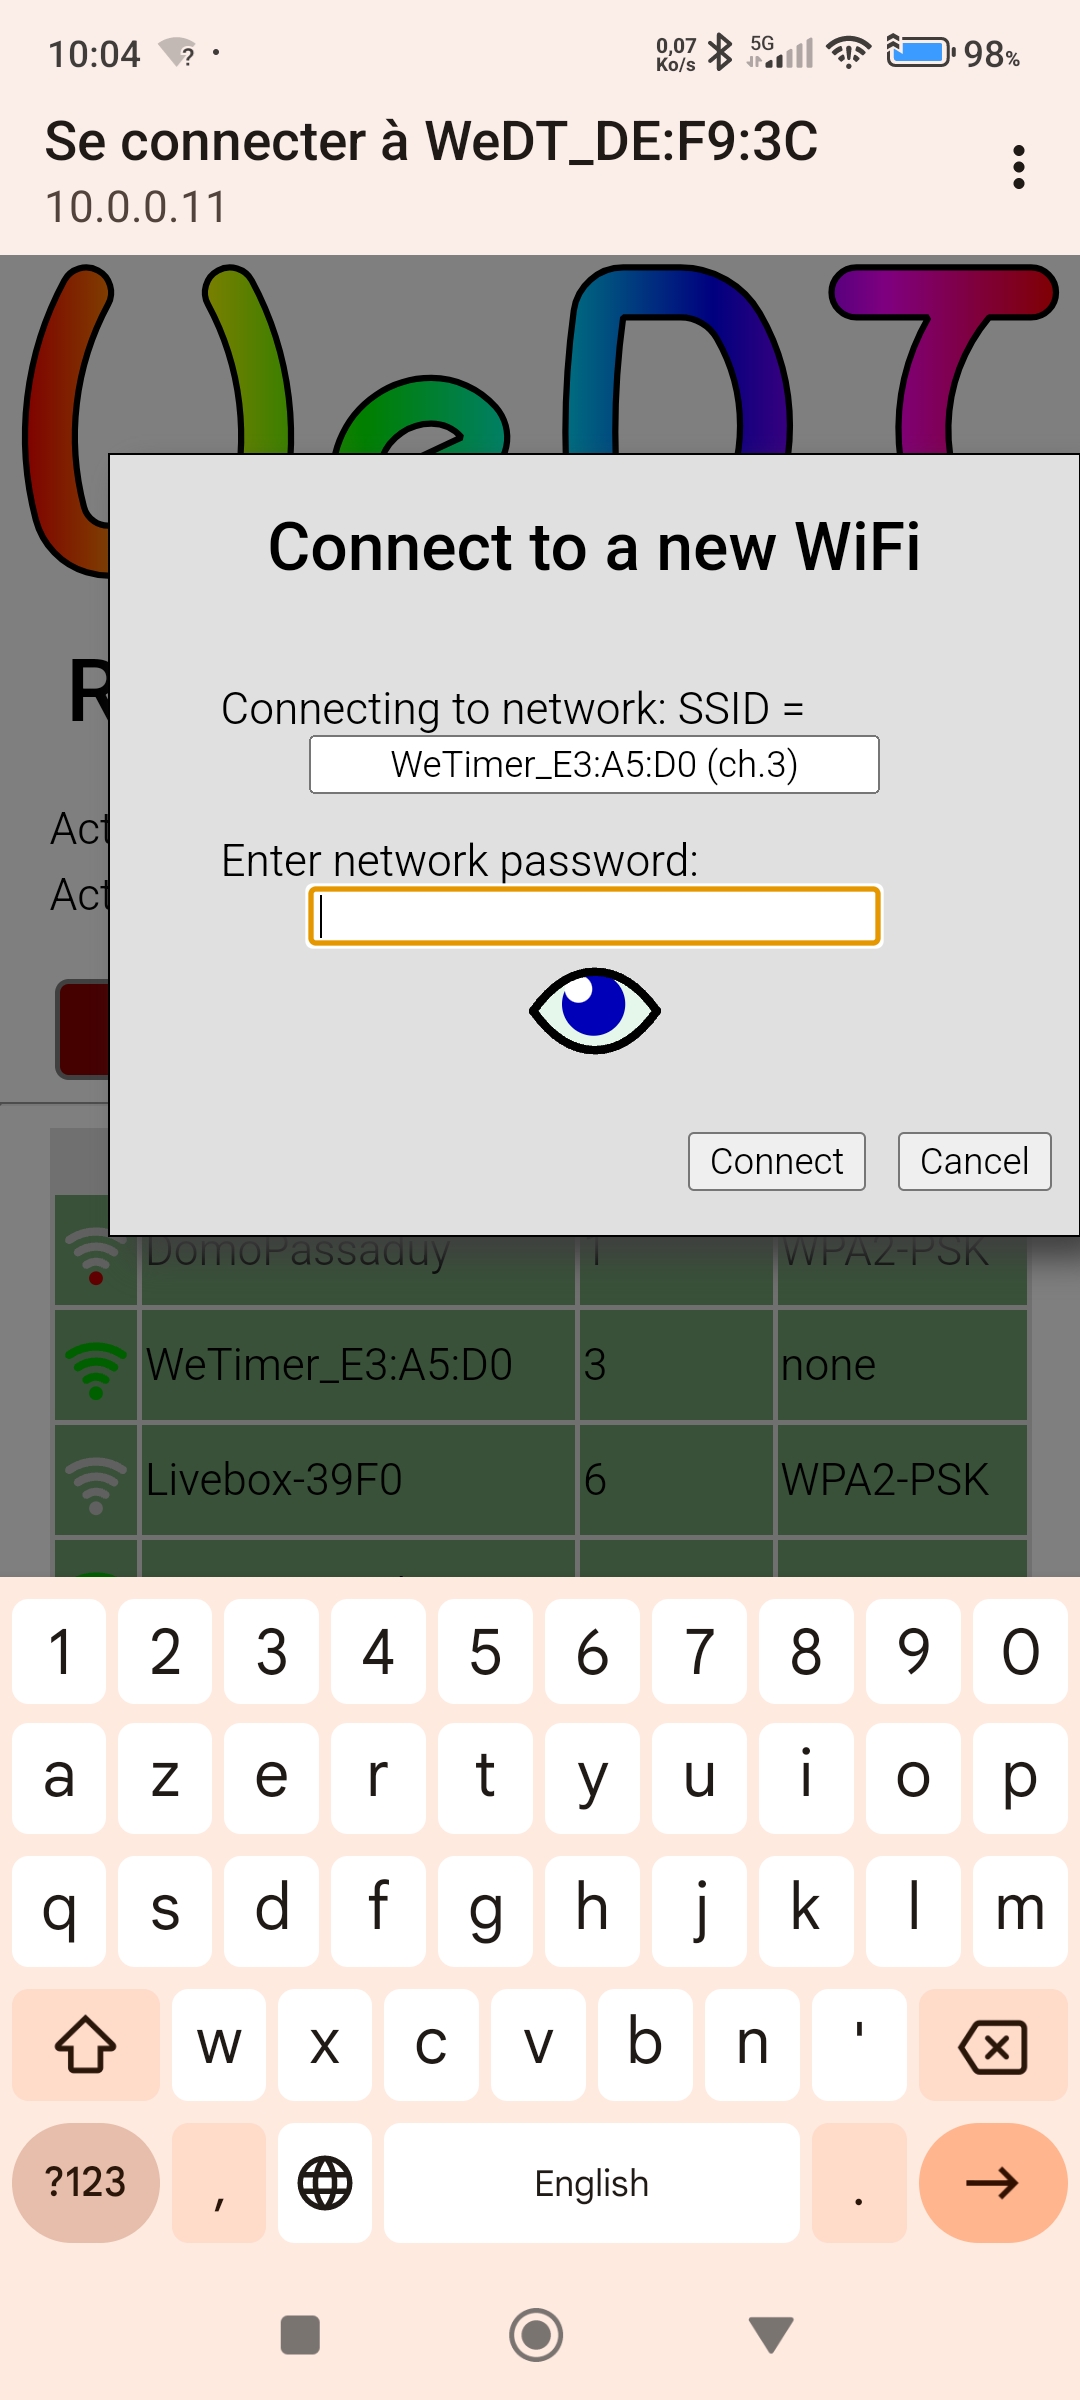 10:04
0,07
Ko/s
5G
98%
Se connecter à WeDT_DE:F9:3C
10.0.0.11
WeDT
Connect to a new WiFi
R
Connecting to network: SSID =
WeTimer_E3:A5:D0 (ch.3)
Act
Enter network password:
Act
Connect
Cancel
DomoPassaduy 1 WPA2-PSK
WeTimer_E3:A5:D0 3 none
Livebox-39F0 6 WPA2-PSK
1 2 3 4 5 6 7 8 9 0
a z e r t y u i o p
q s d f g h j k l m
w x c v b n '
?123 , English .